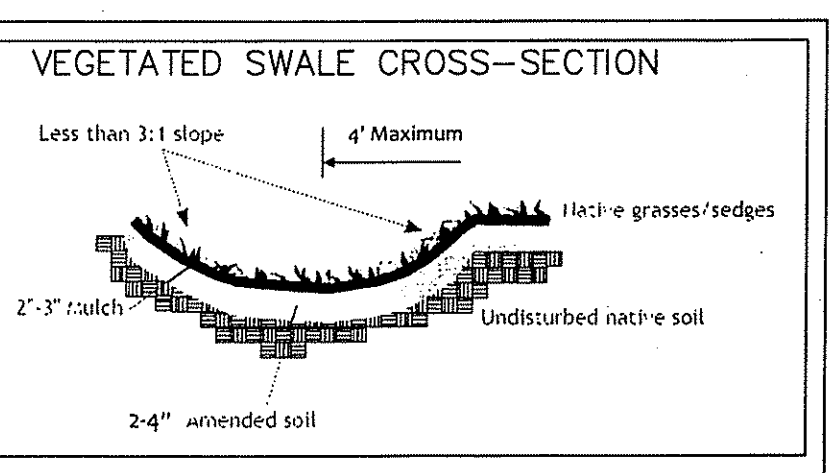 VEGETATED SWALE CROSS-SECTION
Less than 3:1 slope
4' Maximum
Native grasses/sedges
2"-3" Mulch
Undisturbed native soil
2-4" Amended soil